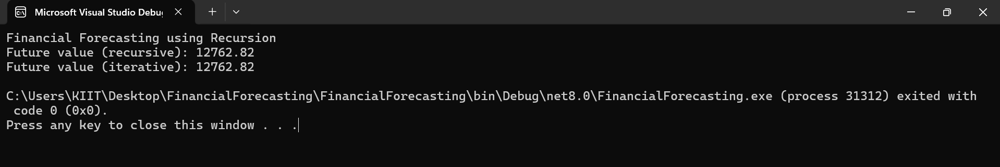 Microsoft Visual Studio Debu
Financial Forecasting using Recursion
Future value (recursive): 12762.82
Future value (iterative): 12762.82
C:\Users\KIIT\Desktop\FinancialForecasting\FinancialForecasting\bin\Debug\net8.0\FinancialForecasting.exe (process 31312) exited with
code 0 (0x0).
Press any key to close this window . . .